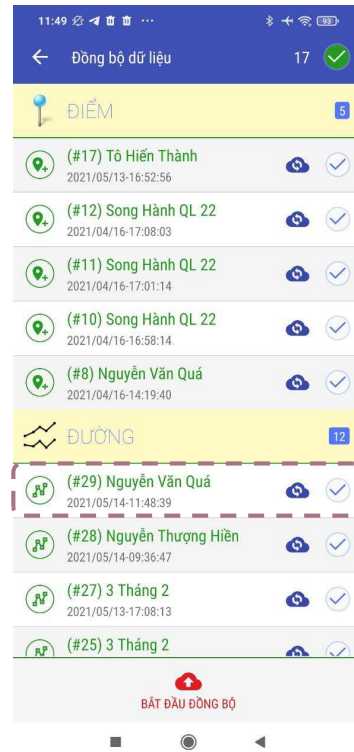 11:49 ... 93
Đồng bộ dữ liệu 17
ĐIỂM 5
(#17) Tô Hiến Thành
2021/05/13-16:52:56
(#12) Song Hành QL 22
2021/04/16-17:08:03
(#11) Song Hành QL 22
2021/04/16-17:01:14
(#10) Song Hành QL 22
2021/04/16-16:58:14
(#8) Nguyễn Văn Quá
2021/04/16-14:19:40
ĐƯỜNG 12
(#29) Nguyễn Văn Quá
2021/05/14-11:48:39
(#28) Nguyễn Thượng Hiền
2021/05/14-09:36:47
(#27) 3 Tháng 2
2021/05/13-17:08:13
(#25) 3 Tháng 2
BẮT ĐẦU ĐỒNG BỘ